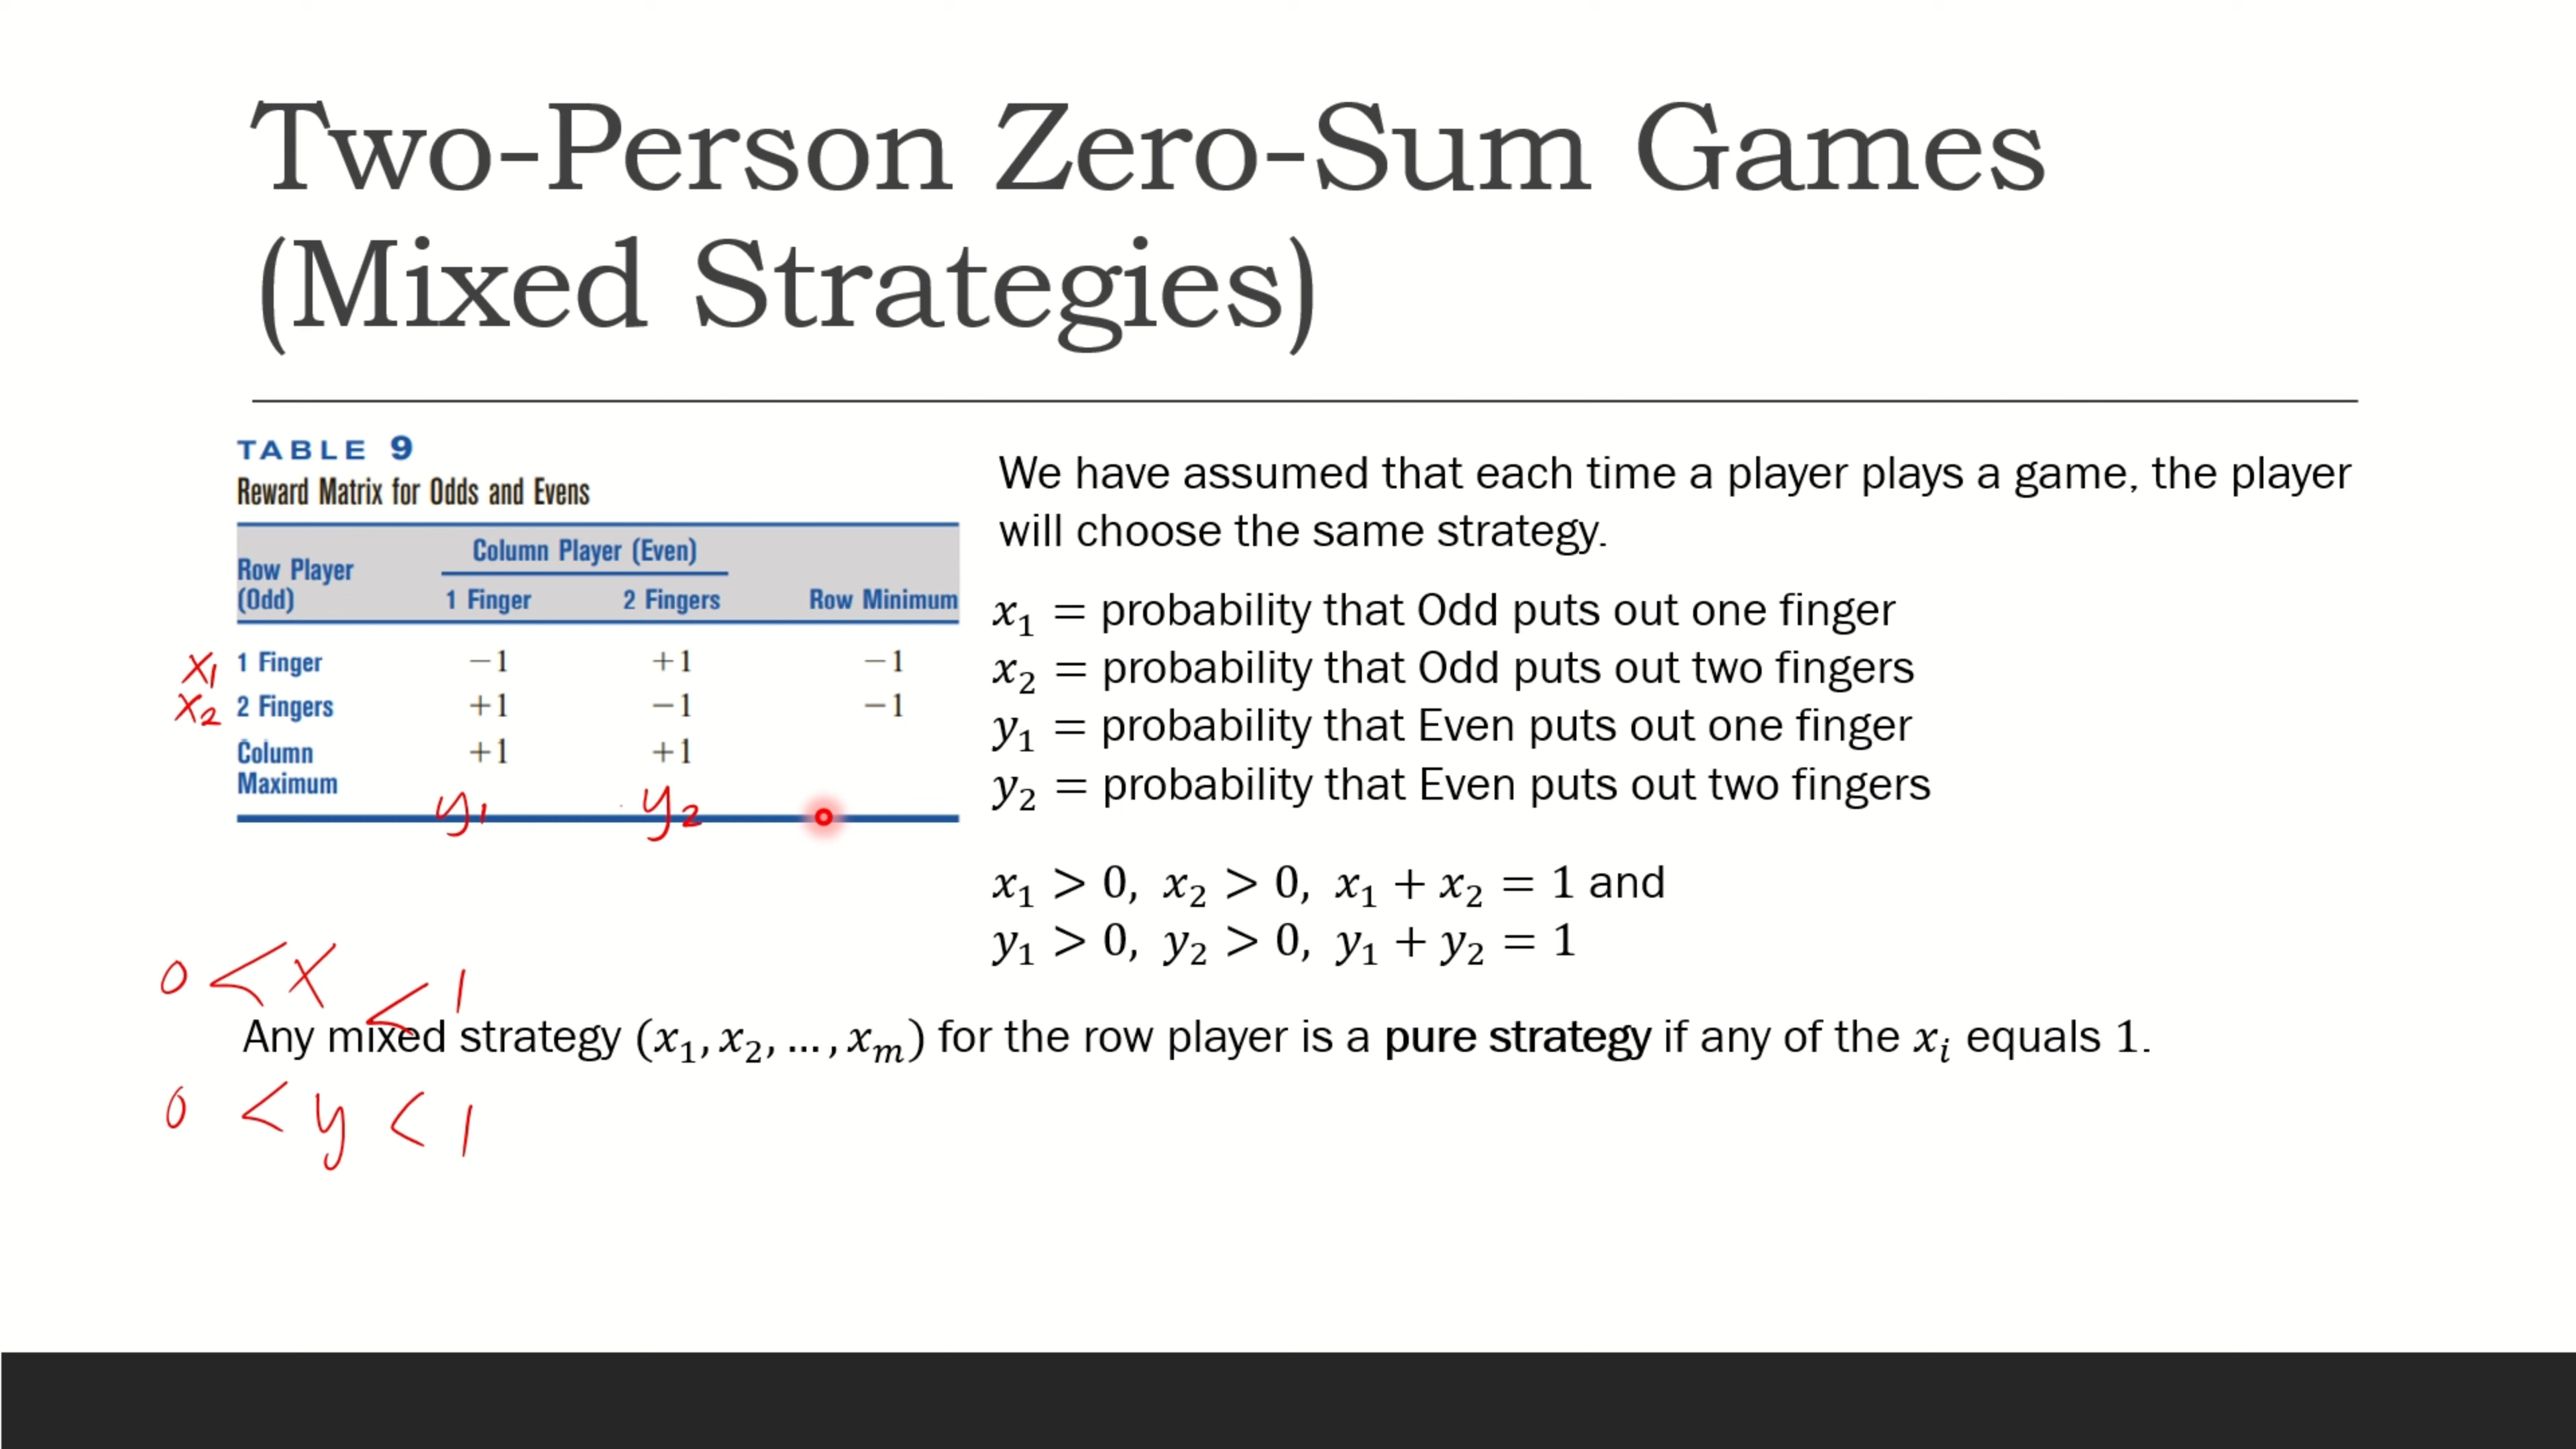 Two-Person Zero-Sum Games
(Mixed Strategies)
TABLE 9
Reward Matrix for Odds and Evens
Row Player (Odd) Column Player (Even)
1 Finger 2 Fingers Row Minimum
x1 1 Finger −1 +1 −1
x2 2 Fingers +1 −1 −1
Column Maximum +1 +1
y1 y2
We have assumed that each time a player plays a game, the player
will choose the same strategy.
x₁ = probability that Odd puts out one finger
x₂ = probability that Odd puts out two fingers
y₁ = probability that Even puts out one finger
y₂ = probability that Even puts out two fingers
x₁ > 0, x₂ > 0, x₁ + x₂ = 1 and
y₁ > 0, y₂ > 0, y₁ + y₂ = 1
0 < x < 1
Any mixed strategy (x₁, x₂, … , xₘ) for the row player is a pure strategy if any of the xᵢ equals 1.
0 < y < 1